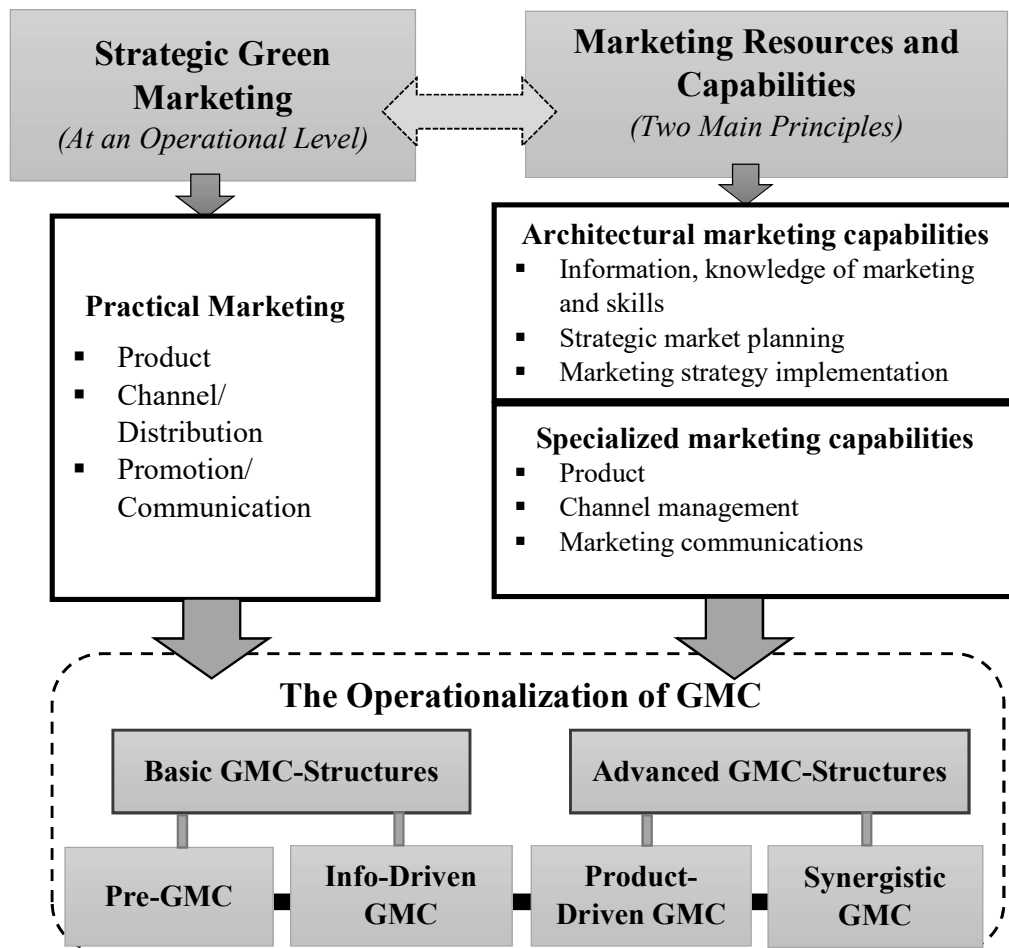 Strategic Green
Marketing
(At an Operational Level)
Marketing Resources and
Capabilities
(Two Main Principles)
Practical Marketing
▪ Product
▪ Channel/
Distribution
▪ Promotion/
Communication
Architectural marketing capabilities
▪ Information, knowledge of marketing
and skills
▪ Strategic market planning
▪ Marketing strategy implementation
Specialized marketing capabilities
▪ Product
▪ Channel management
▪ Marketing communications
The Operationalization of GMC
Basic GMC-Structures
Advanced GMC-Structures
Pre-GMC
Info-Driven
GMC
Product-
Driven GMC
Synergistic
GMC